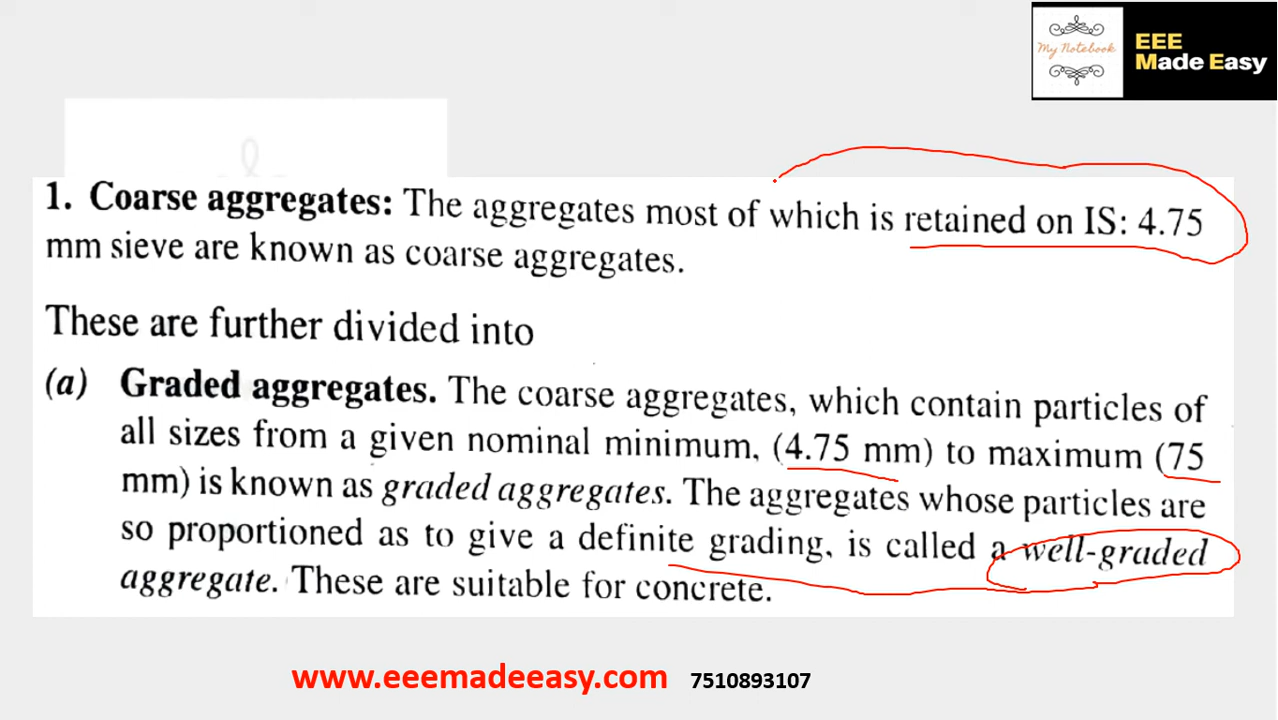 My Notebook
EEE
Made Easy
1. Coarse aggregates: The aggregates most of which is retained on IS: 4.75
mm sieve are known as coarse aggregates.
These are further divided into
(a) Graded aggregates. The coarse aggregates, which contain particles of
all sizes from a given nominal minimum, (4.75 mm) to maximum (75
mm) is known as graded aggregates. The aggregates whose particles are
so proportioned as to give a definite grading, is called a well-graded
aggregate. These are suitable for concrete.
www.eeemadeeasy.com 7510893107